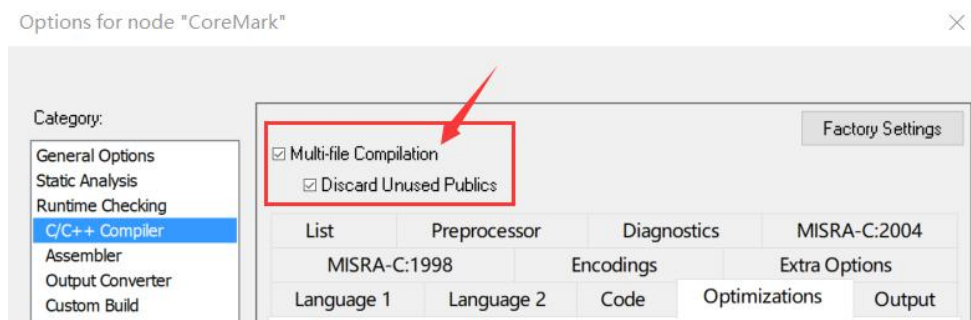 Options for node "CoreMark"
Category:
General Options
Static Analysis
Runtime Checking
C/C++ Compiler
Assembler
Output Converter
Custom Build
Factory Settings
Multi-file Compilation
Discard Unused Publics
List Preprocessor Diagnostics MISRA-C:2004
MISRA-C:1998 Encodings Extra Options
Language 1 Language 2 Code Optimizations Output